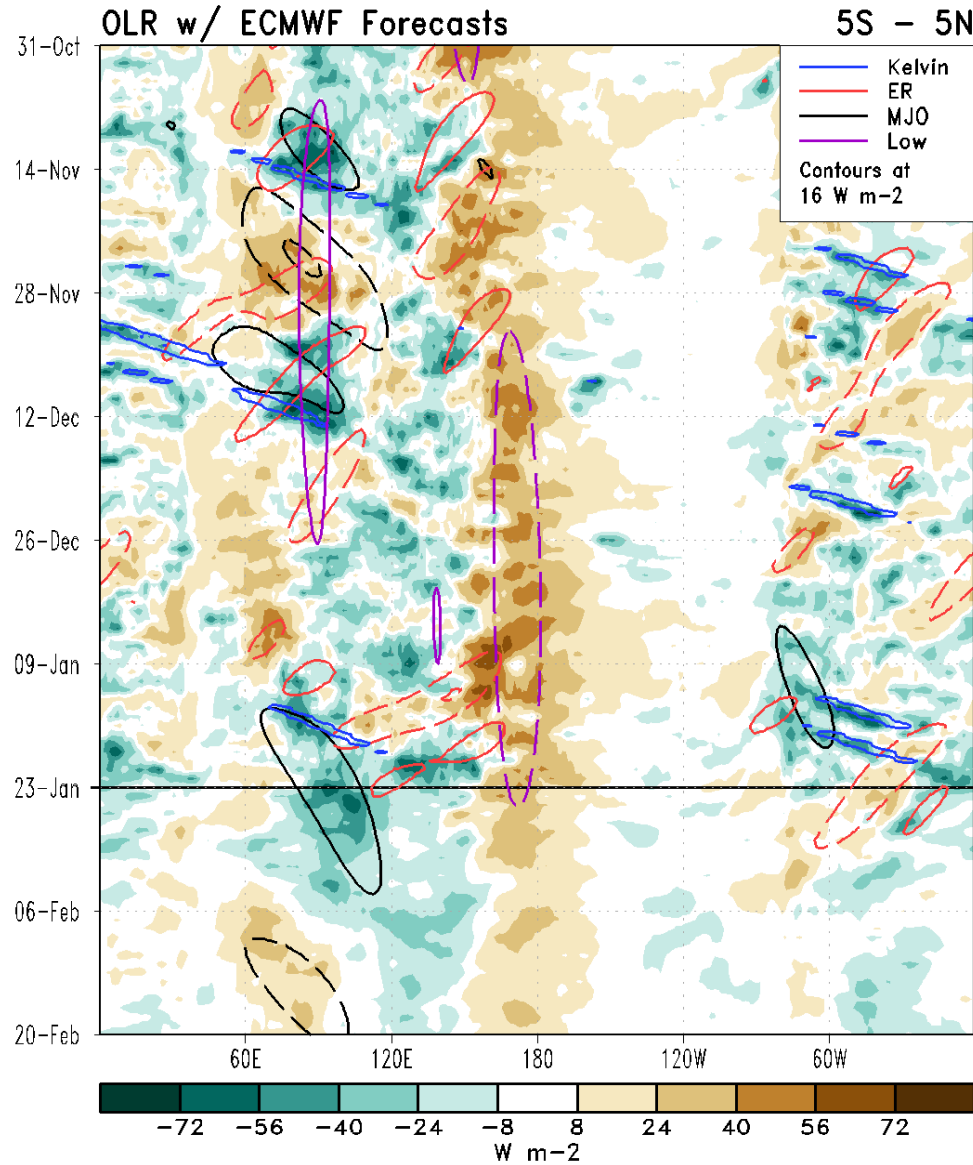 OLR w/ ECMWF Forecasts 5S - 5N
31-Oct
14-Nov
28-Nov
12-Dec
26-Dec
09-Jan
23-Jan
06-Feb
20-Feb
Kelvin
ER
MJO
Low
Contours at
16 W m-2
60E 120E 180 120W 60W
-72 -56 -40 -24 -8 8 24 40 56 72
W m-2